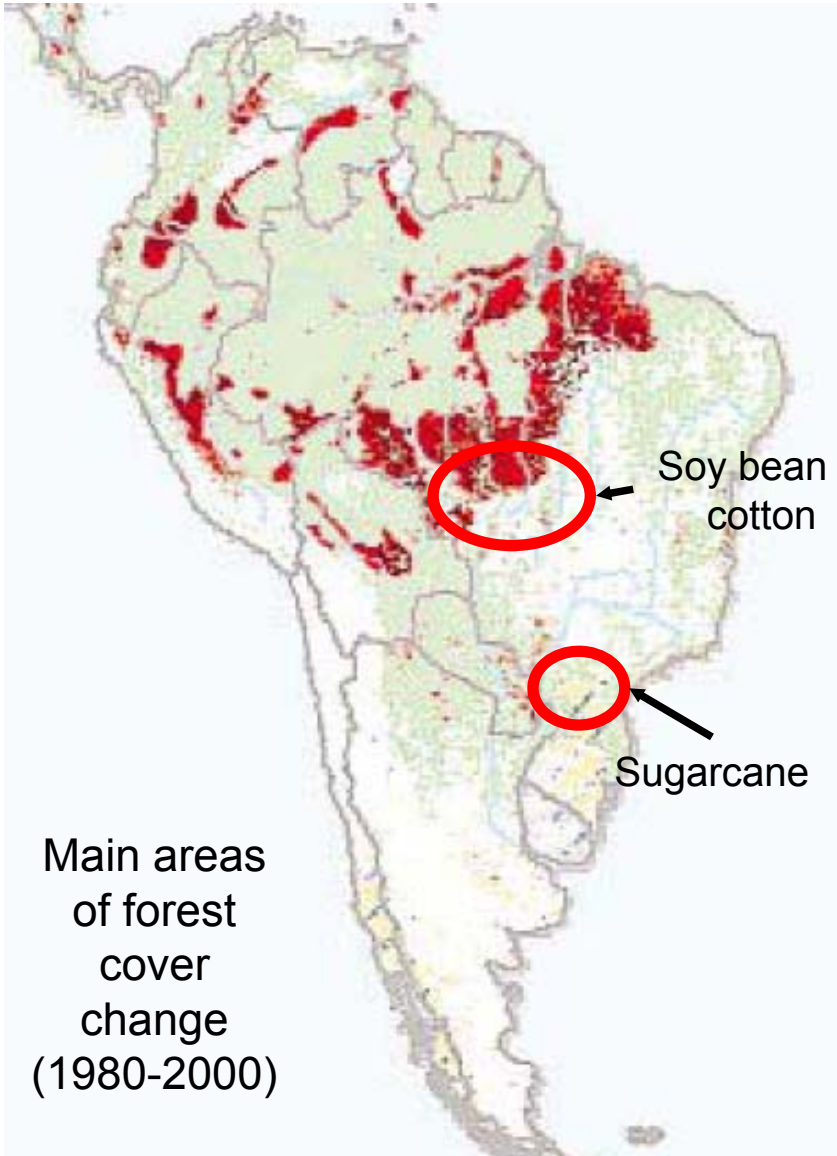 Soy bean
cotton
Sugarcane
Main areas
of forest
cover
change
(1980-2000)